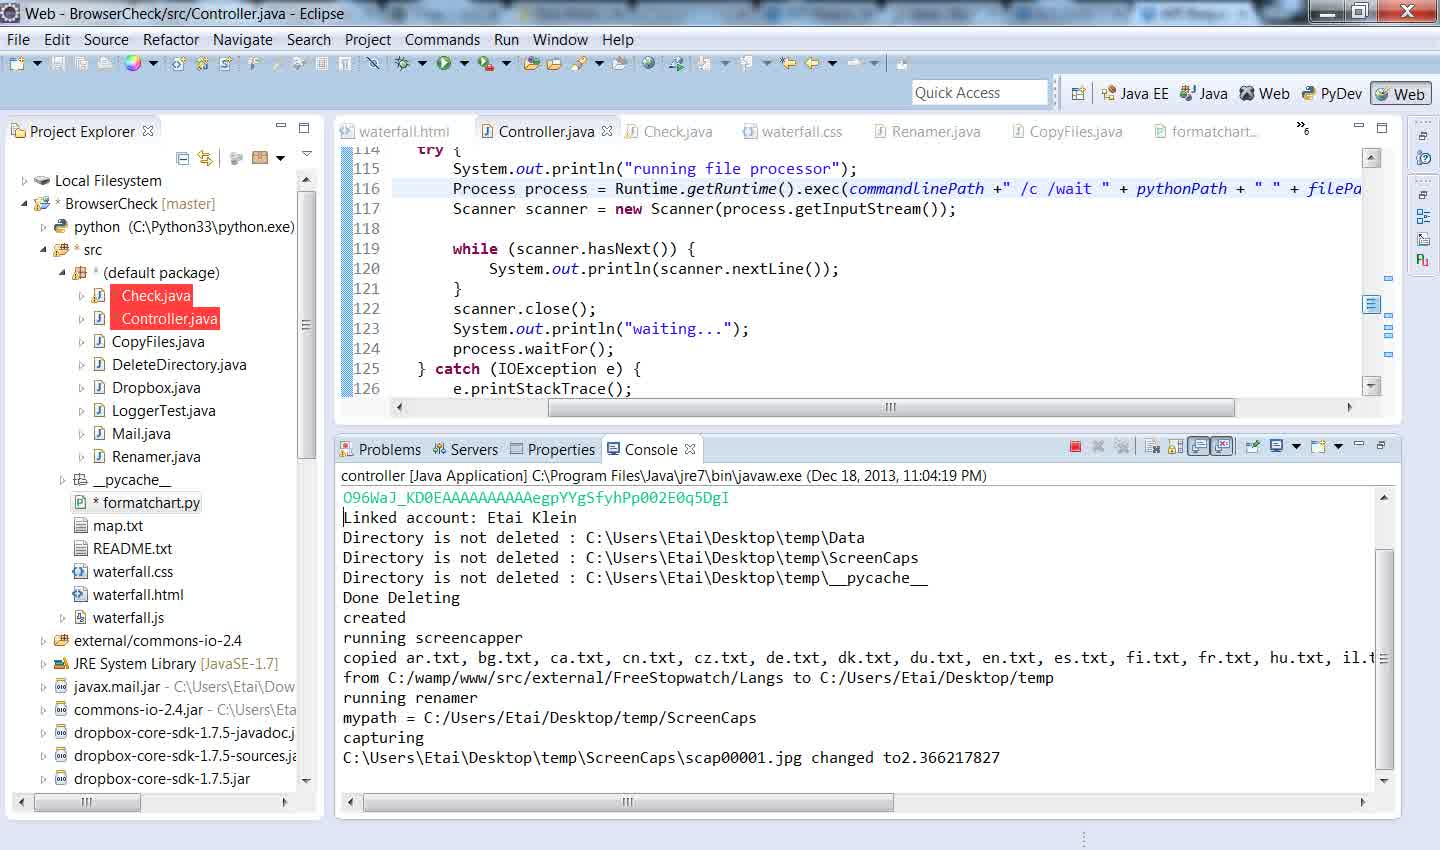 Web - BrowserCheck/src/Controller.java - Eclipse
File Edit Source Refactor Navigate Search Project Commands Run Window Help
Quick Access
Java EE Java Web PyDev Web
Project Explorer
Local Filesystem
* BrowserCheck [master]
python (C:\Python33\python.exe)
* src
* (default package)
Check.java
Controller.java
CopyFiles.java
DeleteDirectory.java
Dropbox.java
LoggerTest.java
Mail.java
Renamer.java
__pycache__
* formatchart.py
map.txt
README.txt
waterfall.css
waterfall.html
waterfall.js
external/commons-io-2.4
JRE System Library [JavaSE-1.7]
javax.mail.jar - C:\Users\Etai\Dow
commons-io-2.4.jar - C:\Users\Eta
dropbox-core-sdk-1.7.5-javadoc.j
dropbox-core-sdk-1.7.5-sources.ja
dropbox-core-sdk-1.7.5.jar
waterfall.html Controller.java Check.java waterfall.css Renamer.java CopyFiles.java formatchart... »6
114 try {
115 System.out.println("running file processor");
116 Process process = Runtime.getRuntime().exec(commandlinePath +" /c /wait " + pythonPath + " " + filePa
117 Scanner scanner = new Scanner(process.getInputStream());
118
119 while (scanner.hasNext()) {
120 System.out.println(scanner.nextLine());
121 }
122 scanner.close();
123 System.out.println("waiting...");
124 process.waitFor();
125 } catch (IOException e) {
126 e.printStackTrace();
Problems Servers Properties Console
controller [Java Application] C:\Program Files\Java\jre7\bin\javaw.exe (Dec 18, 2013, 11:04:19 PM)
O96WaJ_KD0EAAAAAAAAAAegpYYgSfyhPp002E0q5DgI
Linked account: Etai Klein
Directory is not deleted : C:\Users\Etai\Desktop\temp\Data
Directory is not deleted : C:\Users\Etai\Desktop\temp\ScreenCaps
Directory is not deleted : C:\Users\Etai\Desktop\temp\__pycache__
Done Deleting
created
running screencapper
copied ar.txt, bg.txt, ca.txt, cn.txt, cz.txt, de.txt, dk.txt, du.txt, en.txt, es.txt, fi.txt, fr.txt, hu.txt, il.t
from C:/wamp/www/src/external/FreeStopwatch/Langs to C:/Users/Etai/Desktop/temp
running renamer
mypath = C:/Users/Etai/Desktop/temp/ScreenCaps
capturing
C:\Users\Etai\Desktop\temp\ScreenCaps\scap00001.jpg changed to2.366217827